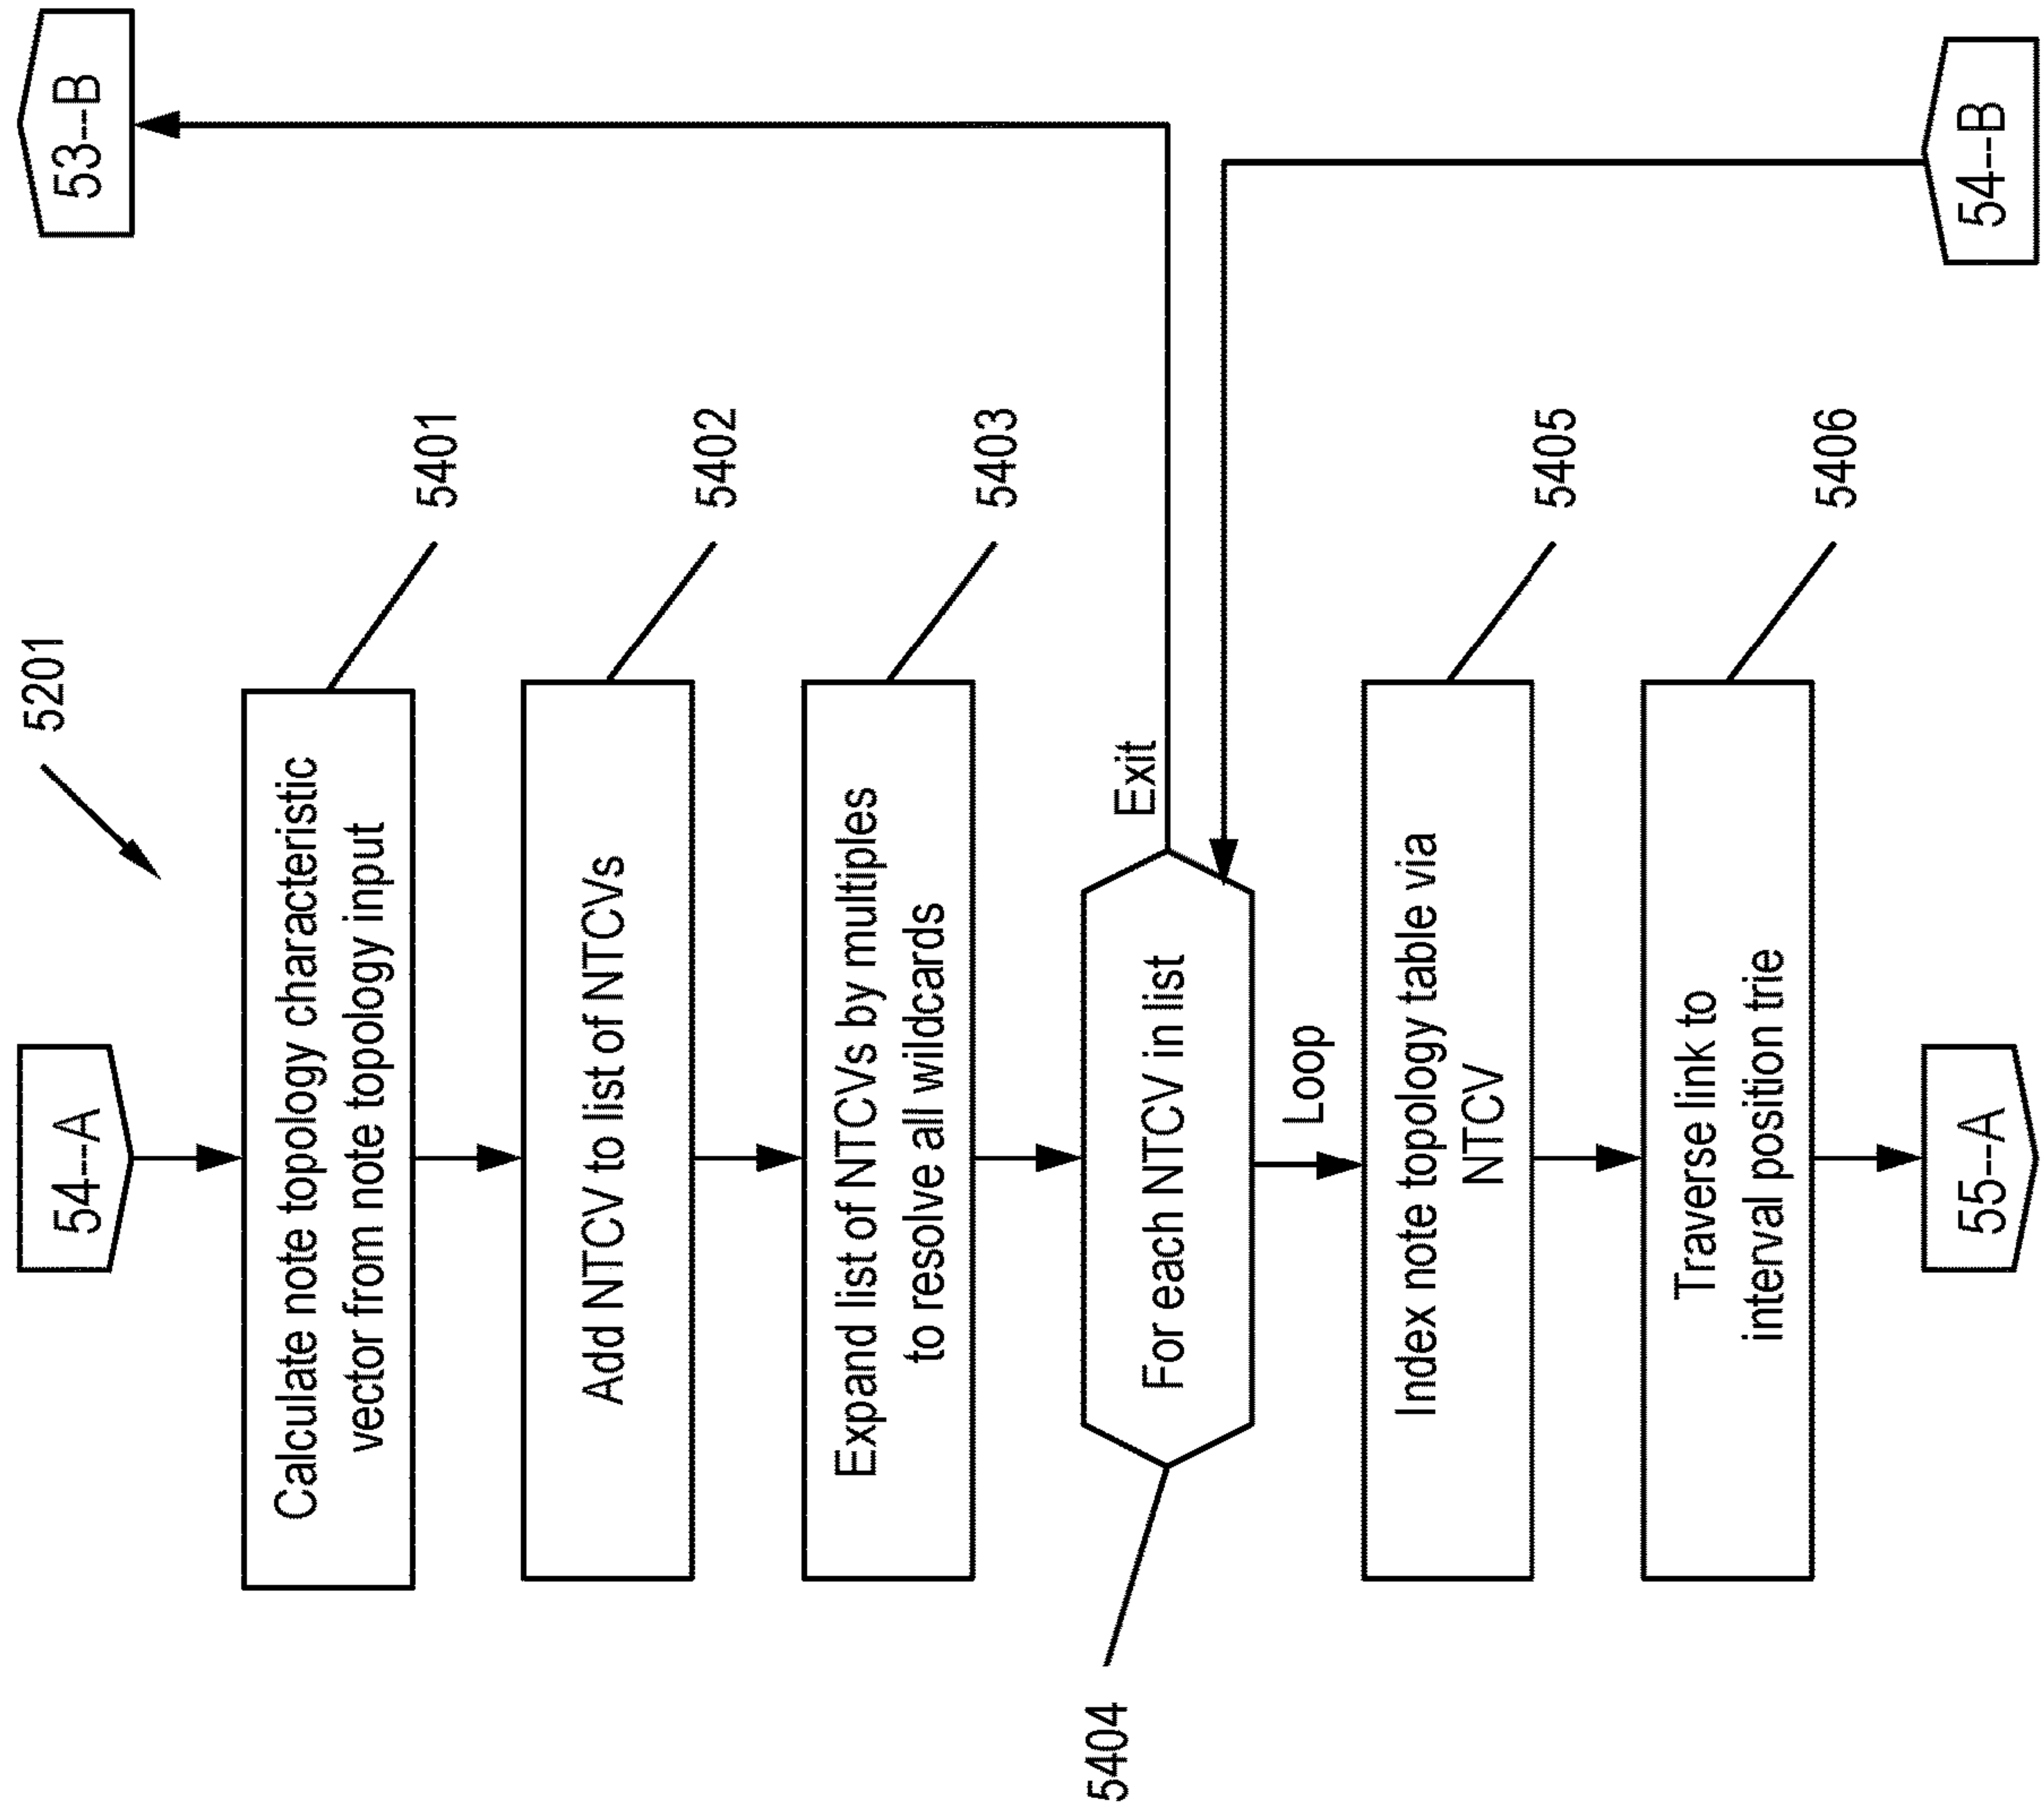 54--A
53--B
5201
Calculate note topology characteristic
vector from note topology input
5401
Add NTCV to list of NTCVs
5402
Expand list of NTCVs by multiples
to resolve all wildcards
5403
For each NTCV in list
Exit
5404
Loop
Index note topology table via
NTCV
5405
Traverse link to
interval position trie
5406
55--A
54--B